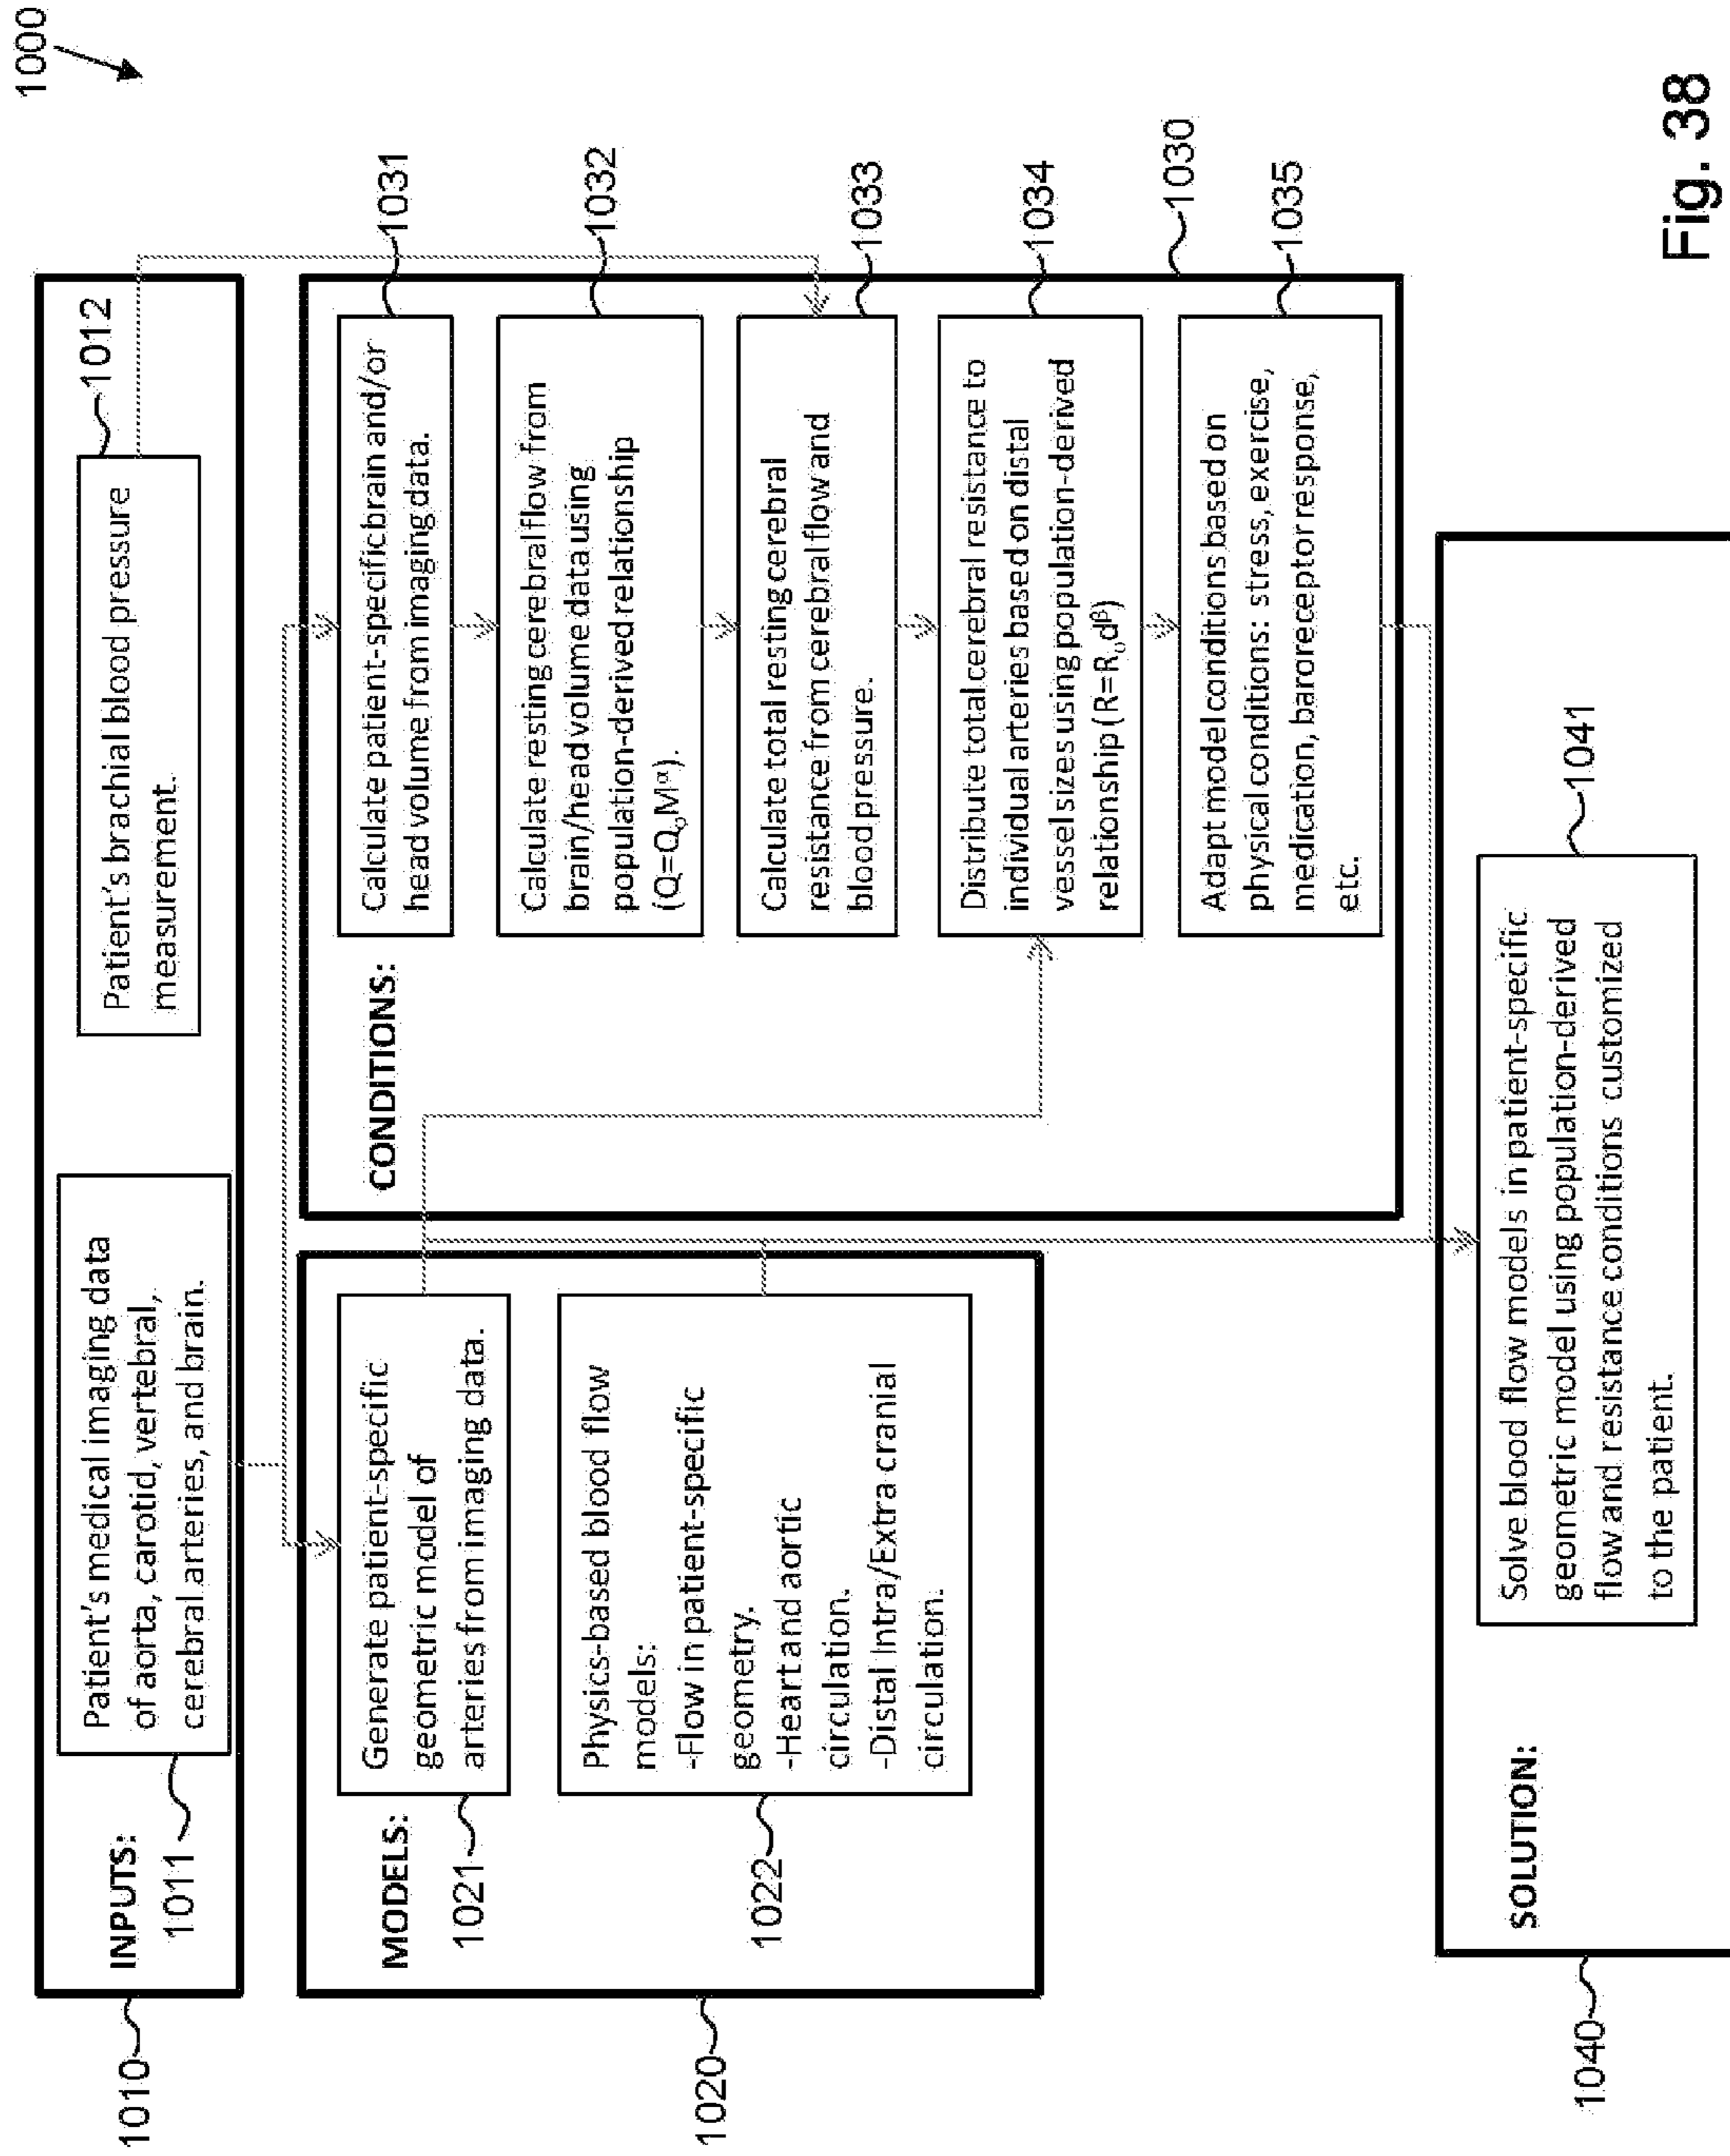 1000
1010
INPUTS:
1011
Patient's medical imaging data
of aorta, carotid, vertebral,
cerebral arteries, and brain.
1012
Patient's brachial blood pressure
measurement.
1020
MODELS:
1021
Generate patient-specific
geometric model of
arteries from imaging data.
1022
Physics-based blood flow
models:
-Flow in patient-specific
geometry.
-Heart and aortic
circulation.
-Distal Intra/Extra cranial
circulation.
CONDITIONS:
1031
Calculate patient-specific brain and/or
head volume from imaging data.
1032
Calculate resting cerebral flow from
brain/head volume data using
population-derived relationship
(Q=Q₀Mᵅ).
1033
Calculate total resting cerebral
resistance from cerebral flow and
blood pressure.
1034
Distribute total cerebral resistance to
individual arteries based on distal
vessel sizes using population-derived
relationship (R=R₀dᵝ)
1030
1035
Adapt model conditions based on
physical conditions: stress, exercise,
medication, baroreceptor response,
etc.
1040
SOLUTION:
1041
Solve blood flow models in patient-specific
geometric model using population-derived
flow and resistance conditions customized
to the patient.
Fig. 38